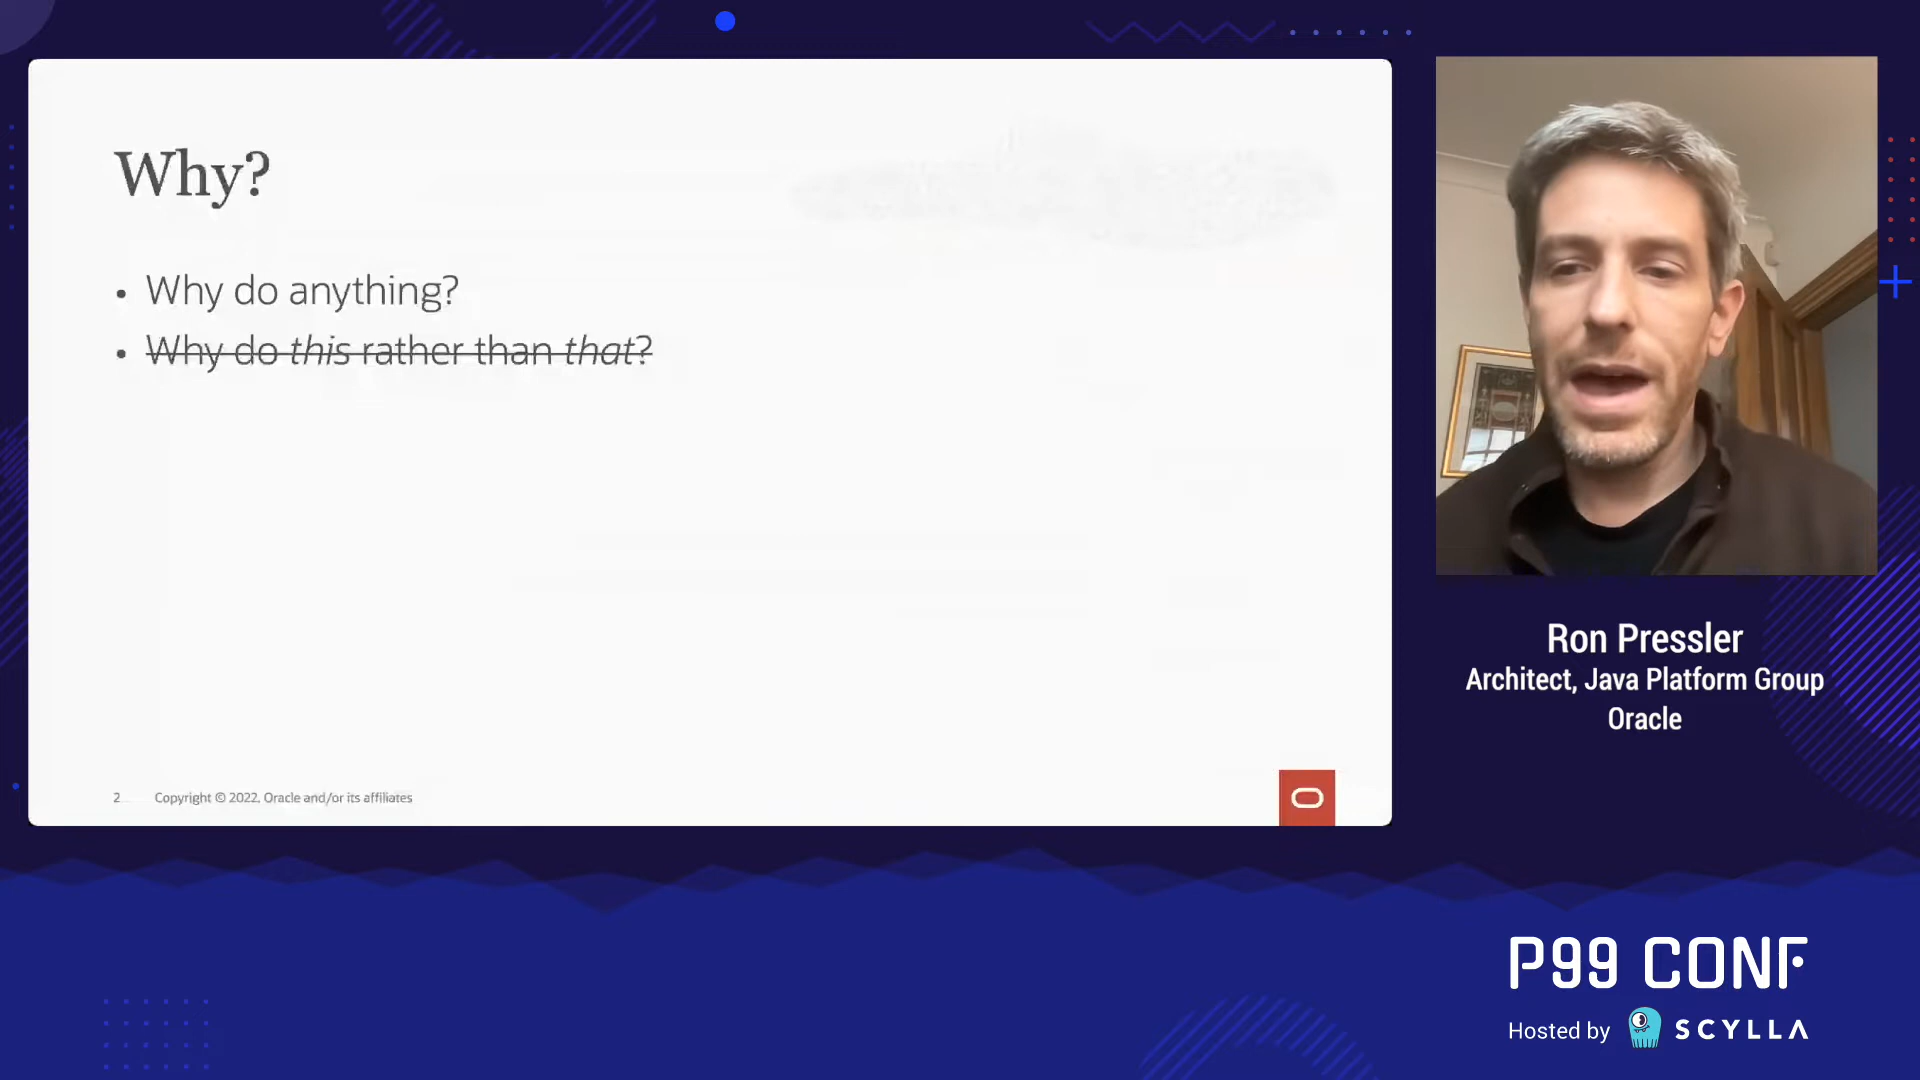 Why?
• Why do anything?
• Why do this rather than that?
2 Copyright © 2022, Oracle and/or its affiliates
Ron Pressler
Architect, Java Platform Group
Oracle
P99 CONF
Hosted by SCYLLA